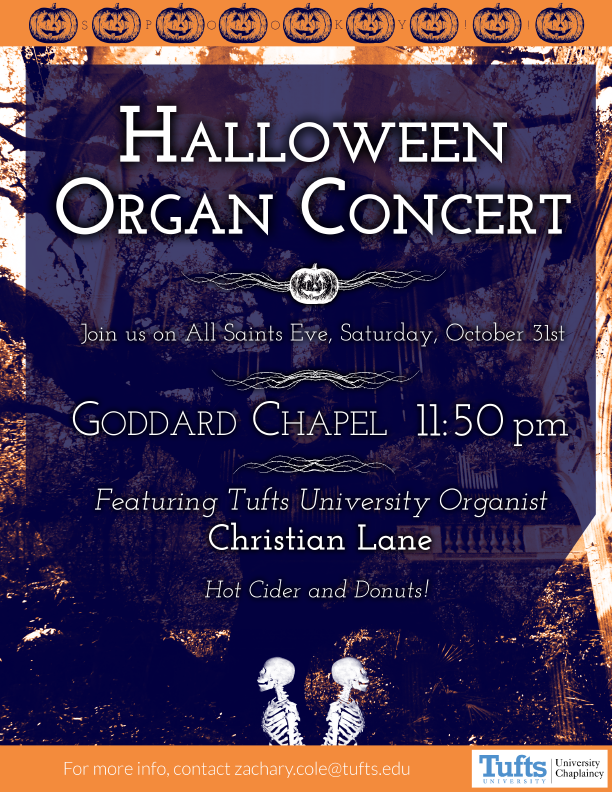 SPOOKY!!
HALLOWEEN
ORGAN CONCERT
Join us on All Saints Eve, Saturday, October 31st
GODDARD CHAPEL 11:50 pm
Featuring Tufts University Organist
Christian Lane
Hot Cider and Donuts!
For more info, contact zachary.cole@tufts.edu
Tufts
UNIVERSITY
University
Chaplaincy